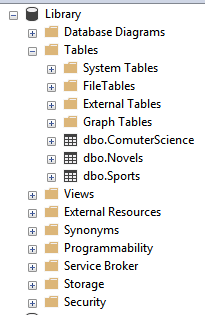 Library
Database Diagrams
Tables
System Tables
FileTables
External Tables
Graph Tables
dbo.ComuterScience
dbo.Novels
dbo.Sports
Views
External Resources
Synonyms
Programmability
Service Broker
Storage
Security